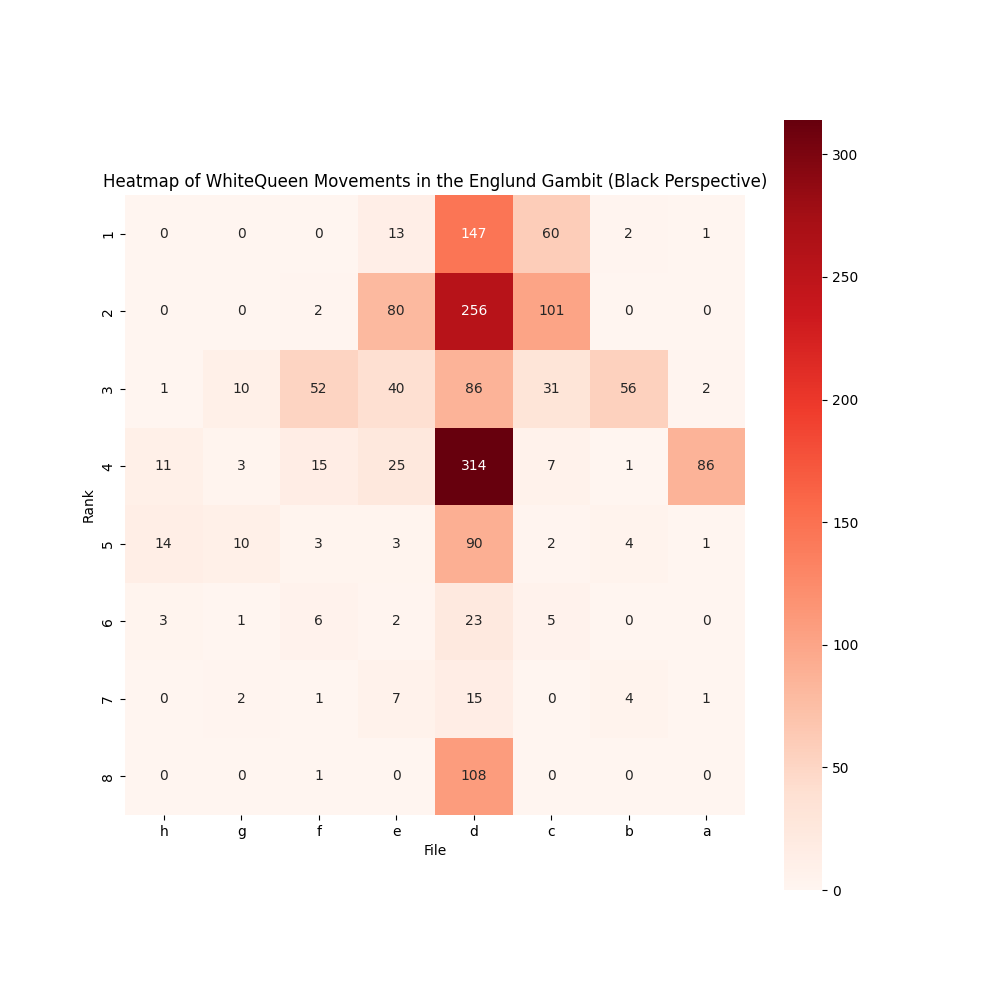 Heatmap of WhiteQueen Movements in the Englund Gambit (Black Perspective)
300
250
200
150
100
50
0
1 0 0 0 13 147 60 2 1
2 0 0 2 80 256 101 0 0
3 1 10 52 40 86 31 56 2
4 11 3 15 25 314 7 1 86
Rank
5 14 10 3 3 90 2 4 1
6 3 1 6 2 23 5 0 0
7 0 2 1 7 15 0 4 1
8 0 0 1 0 108 0 0 0
h g f e d c b a
File